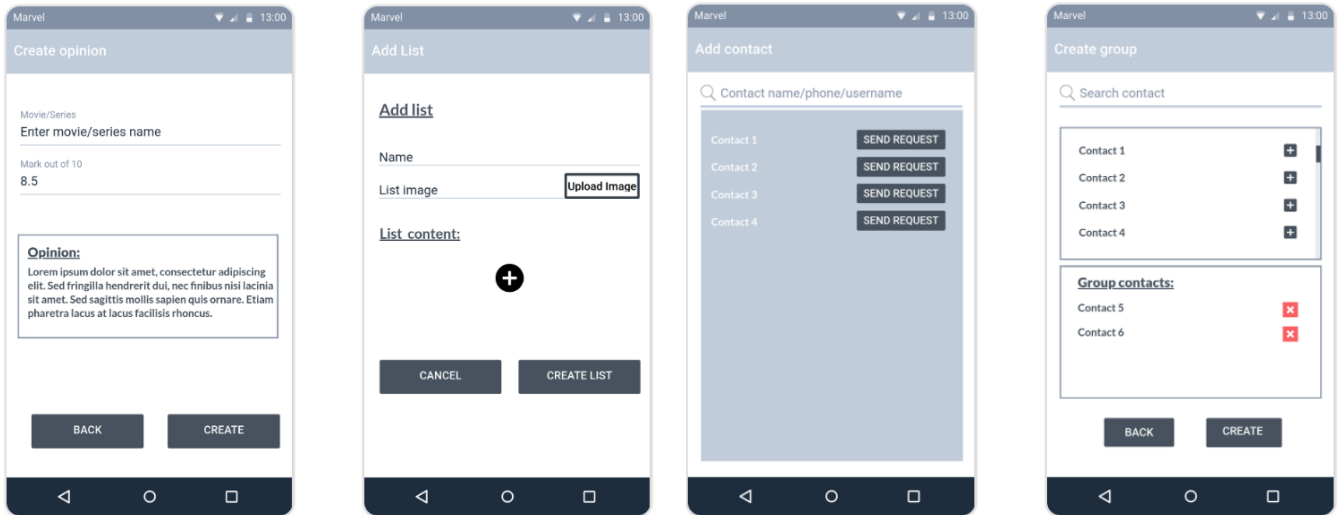 Marvel 13:00
Create opinion
Movie/Series
Enter movie/series name
Mark out of 10
8.5
Opinion:
Lorem ipsum dolor sit amet, consectetur adipiscing
elit. Sed fringilla hendrerit dui, nec finibus nisi lacinia
sit amet. Sed sagittis mollis sapien quis ornare. Etiam
pharetra lacus at lacus facilisis rhoncus.
BACK CREATE
Marvel 13:00
Add List
Add list
Name
List image Upload Image
List content:
CANCEL CREATE LIST
Marvel 13:00
Add contact
Contact name/phone/username
Contact 1 SEND REQUEST
Contact 2 SEND REQUEST
Contact 3 SEND REQUEST
Contact 4 SEND REQUEST
Marvel 13:00
Create group
Search contact
Contact 1
Contact 2
Contact 3
Contact 4
Group contacts:
Contact 5
Contact 6
BACK CREATE